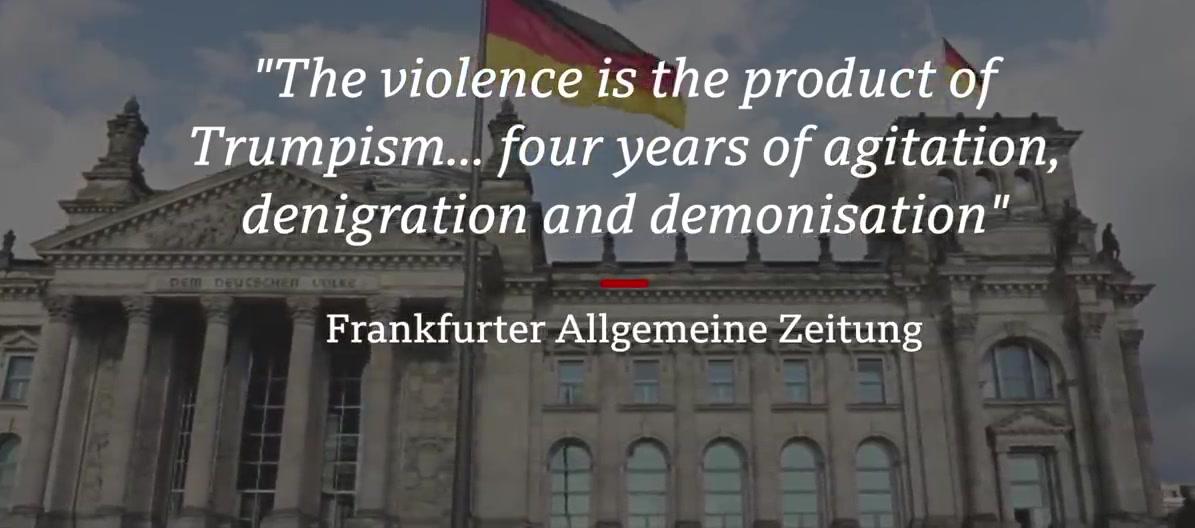 "The violence is the product of
Trumpism... four years of agitation,
denigration and demonisation"
Frankfurter Allgemeine Zeitung
DEM DEUTSCHEN VOLKE